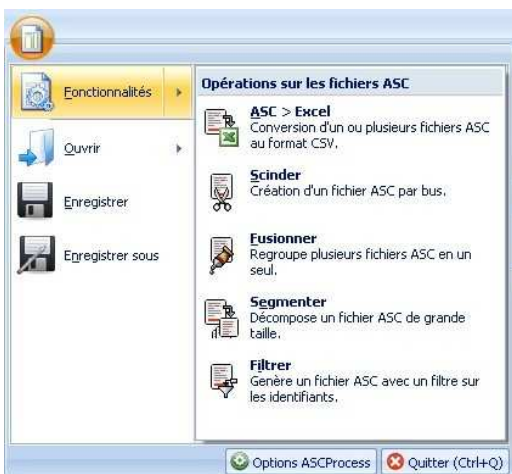 Fonctionnalités
Ouvrir
Enregistrer
Enregistrer sous
Opérations sur les fichiers ASC
ASC > Excel
Conversion d'un ou plusieurs fichiers ASC
au format CSV.
Scinder
Création d'un fichier ASC par bus.
Fusionner
Regroupe plusieurs fichiers ASC en un
seul.
Segmenter
Décompose un fichier ASC de grande
taille.
Filtrer
Genère un fichier ASC avec un filtre sur
les identifiants.
Options ASCProcess
Quitter (Ctrl+Q)